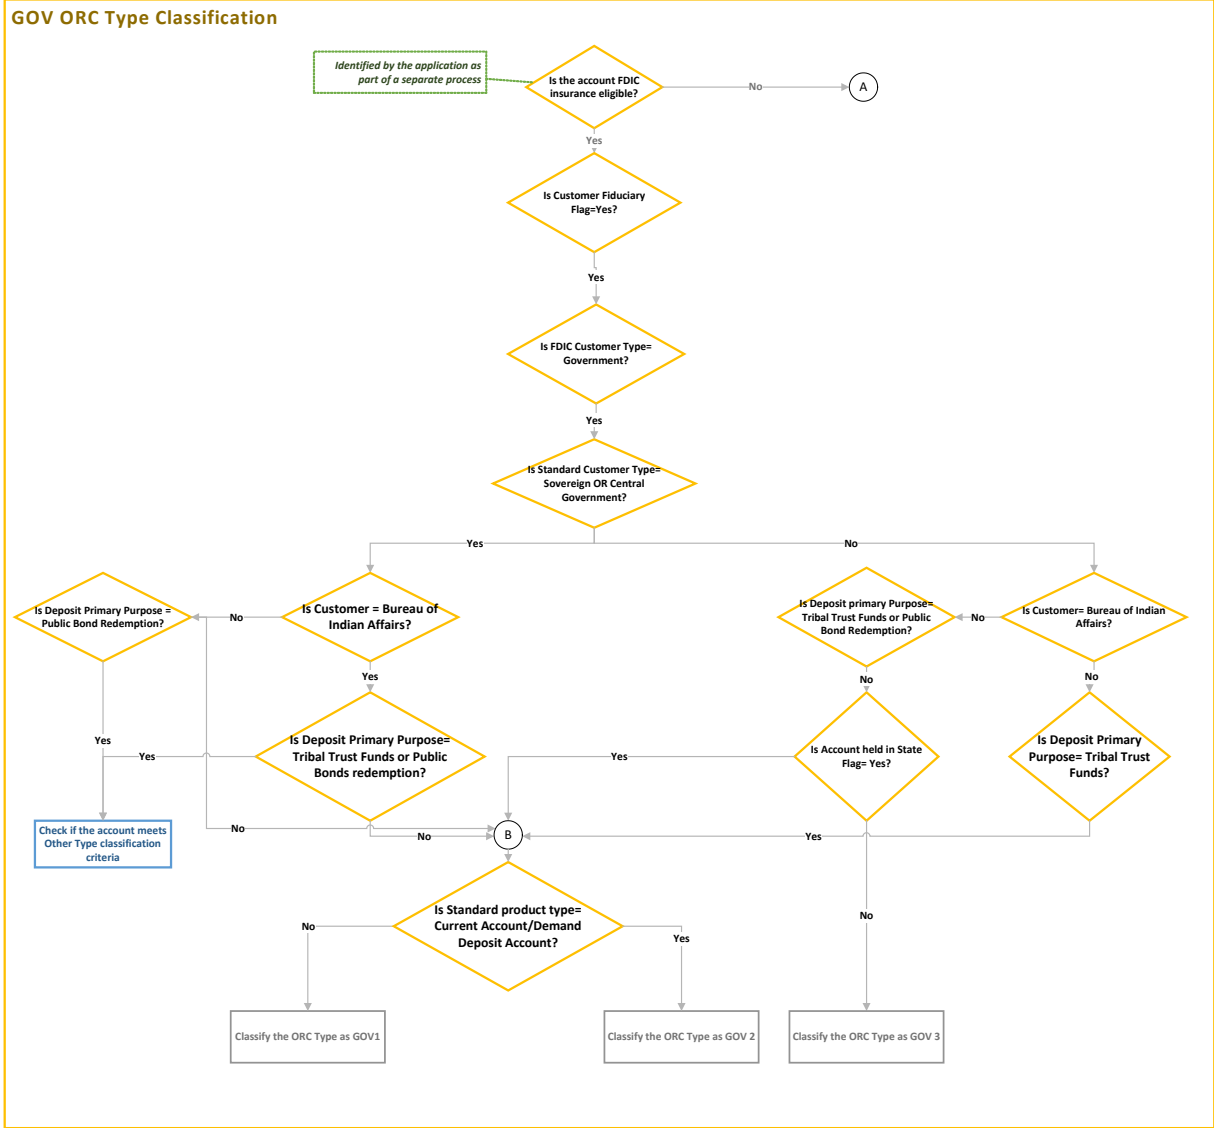 GOV ORC Type Classification
Identified by the application as
part of a separate process
Is the account FDIC
insurance eligible?
No
A
Yes
Is Customer Fiduciary
Flag=Yes?
Yes
Is FDIC Customer Type=
Government?
Yes
Is Standard Customer Type=
Sovereign OR Central
Government?
Yes
No
Is Deposit Primary Purpose =
Public Bond Redemption?
No
Is Customer = Bureau of
Indian Affairs?
Is Deposit primary Purpose=
Tribal Trust Funds or Public
Bond Redemption?
No
Is Customer= Bureau of Indian
Affairs?
Yes
No
No
Yes
Yes
Is Deposit Primary Purpose=
Tribal Trust Funds or Public
Bonds redemption?
Yes
Is Account held in State
Flag= Yes?
Is Deposit Primary
Purpose= Tribal Trust
Funds?
Check if the account meets
Other Type classification
criteria
No
No
B
Yes
Is Standard product type=
Current Account/Demand
Deposit Account?
No
Yes
No
Classify the ORC Type as GOV1
Classify the ORC Type as GOV 2
Classify the ORC Type as GOV 3